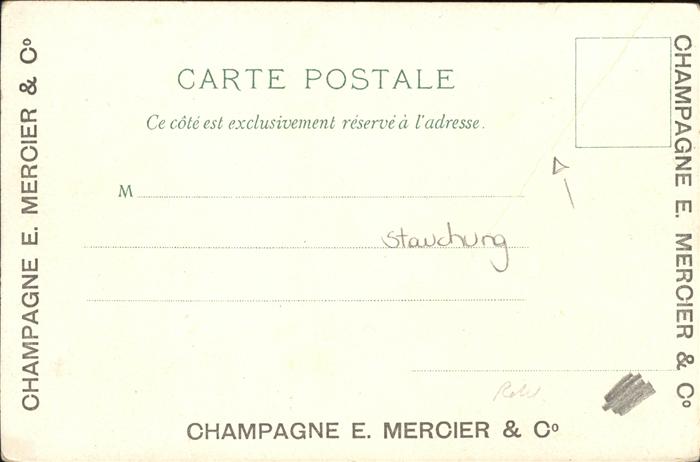 CARTE POSTALE
Ce côté est exclusivement réservé à l'adresse.
M
Stauchung
CHAMPAGNE E. MERCIER & Cº
CHAMPAGNE E. MERCIER & Cº
CHAMPAGNE E. MERCIER & Cº